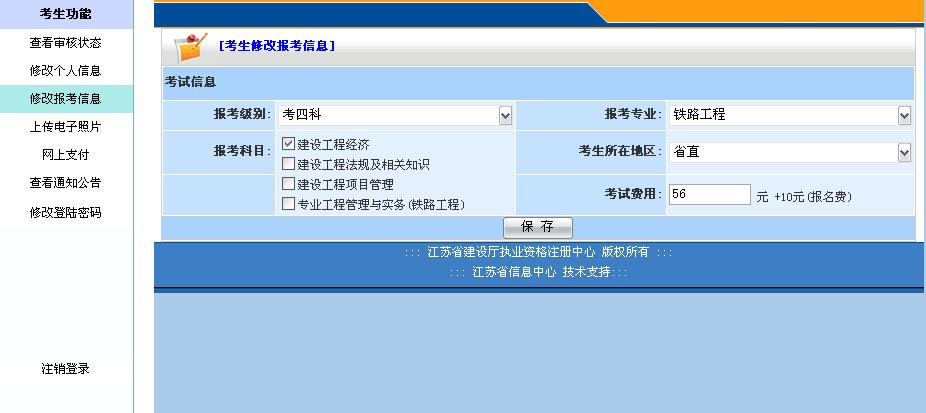 考生功能
查看审核状态
修改个人信息
修改报考信息
上传电子照片
网上支付
查看通知公告
修改登陆密码
注销登录
[考生修改报考信息]
考试信息
报考级别: 考四科 报考专业: 铁路工程
报考科目: 建设工程经济 考生所在地区: 省直
建设工程法规及相关知识
建设工程项目管理 考试费用: 56 元 +10元(报名费)
专业工程管理与实务(铁路工程)
保 存
::: 江苏省建设厅执业资格注册中心 版权所有 :::
::: 江苏省信息中心 技术支持:::